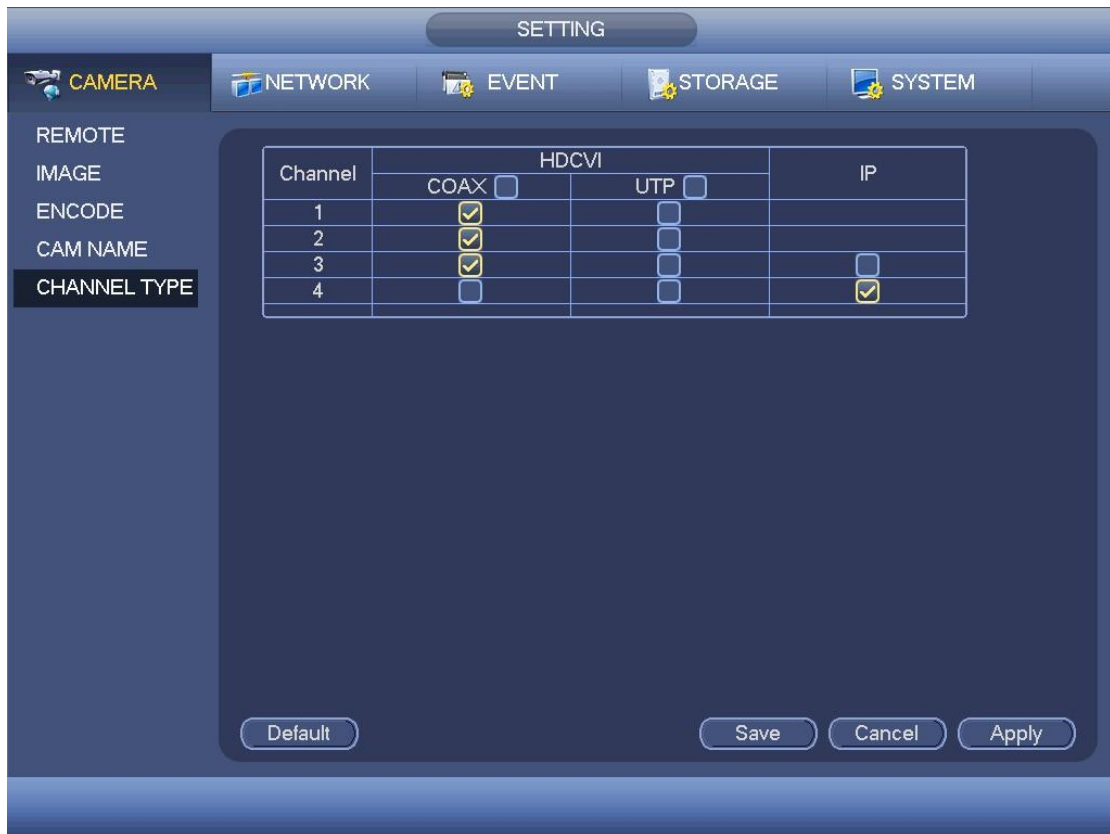 SETTING
CAMERA NETWORK EVENT STORAGE SYSTEM
REMOTE
IMAGE
ENCODE
CAM NAME
CHANNEL TYPE
Channel HDCVI IP
COAX UTP
1
2
3
4
Default Save Cancel Apply